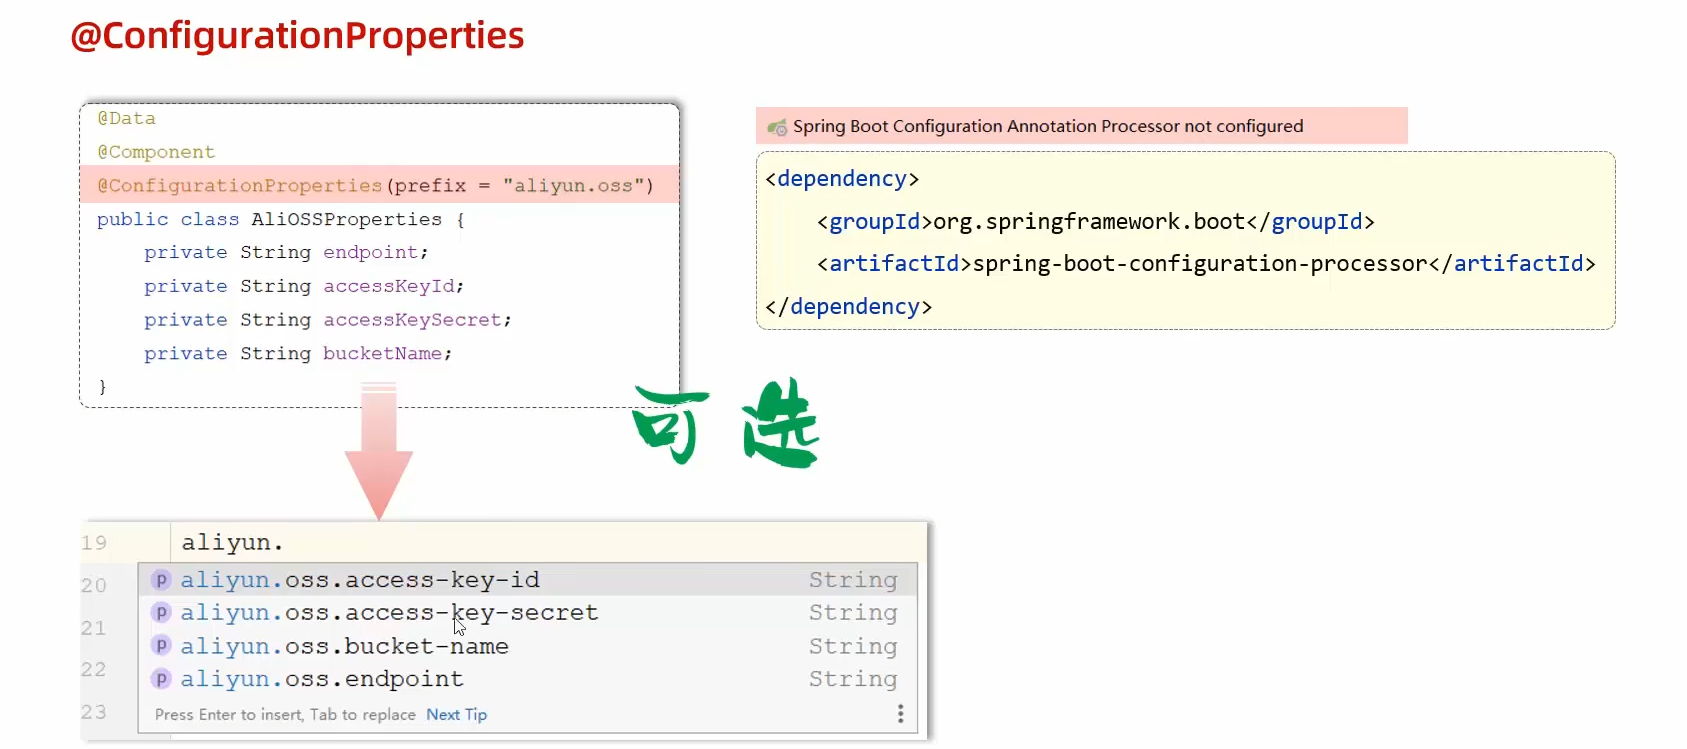 @ConfigurationProperties
@Data
@Component
@ConfigurationProperties(prefix = "aliyun.oss")
public class AliOSSProperties {
private String endpoint;
private String accessKeyId;
private String accessKeySecret;
private String bucketName;
}
Spring Boot Configuration Annotation Processor not configured
<dependency>
<groupId>org.springframework.boot</groupId>
<artifactId>spring-boot-configuration-processor</artifactId>
</dependency>
可选
19 aliyun.
20 p aliyun.oss.access-key-id String
21 p aliyun.oss.access-key-secret String
22 p aliyun.oss.bucket-name String
p aliyun.oss.endpoint String
23 Press Enter to insert, Tab to replace Next Tip